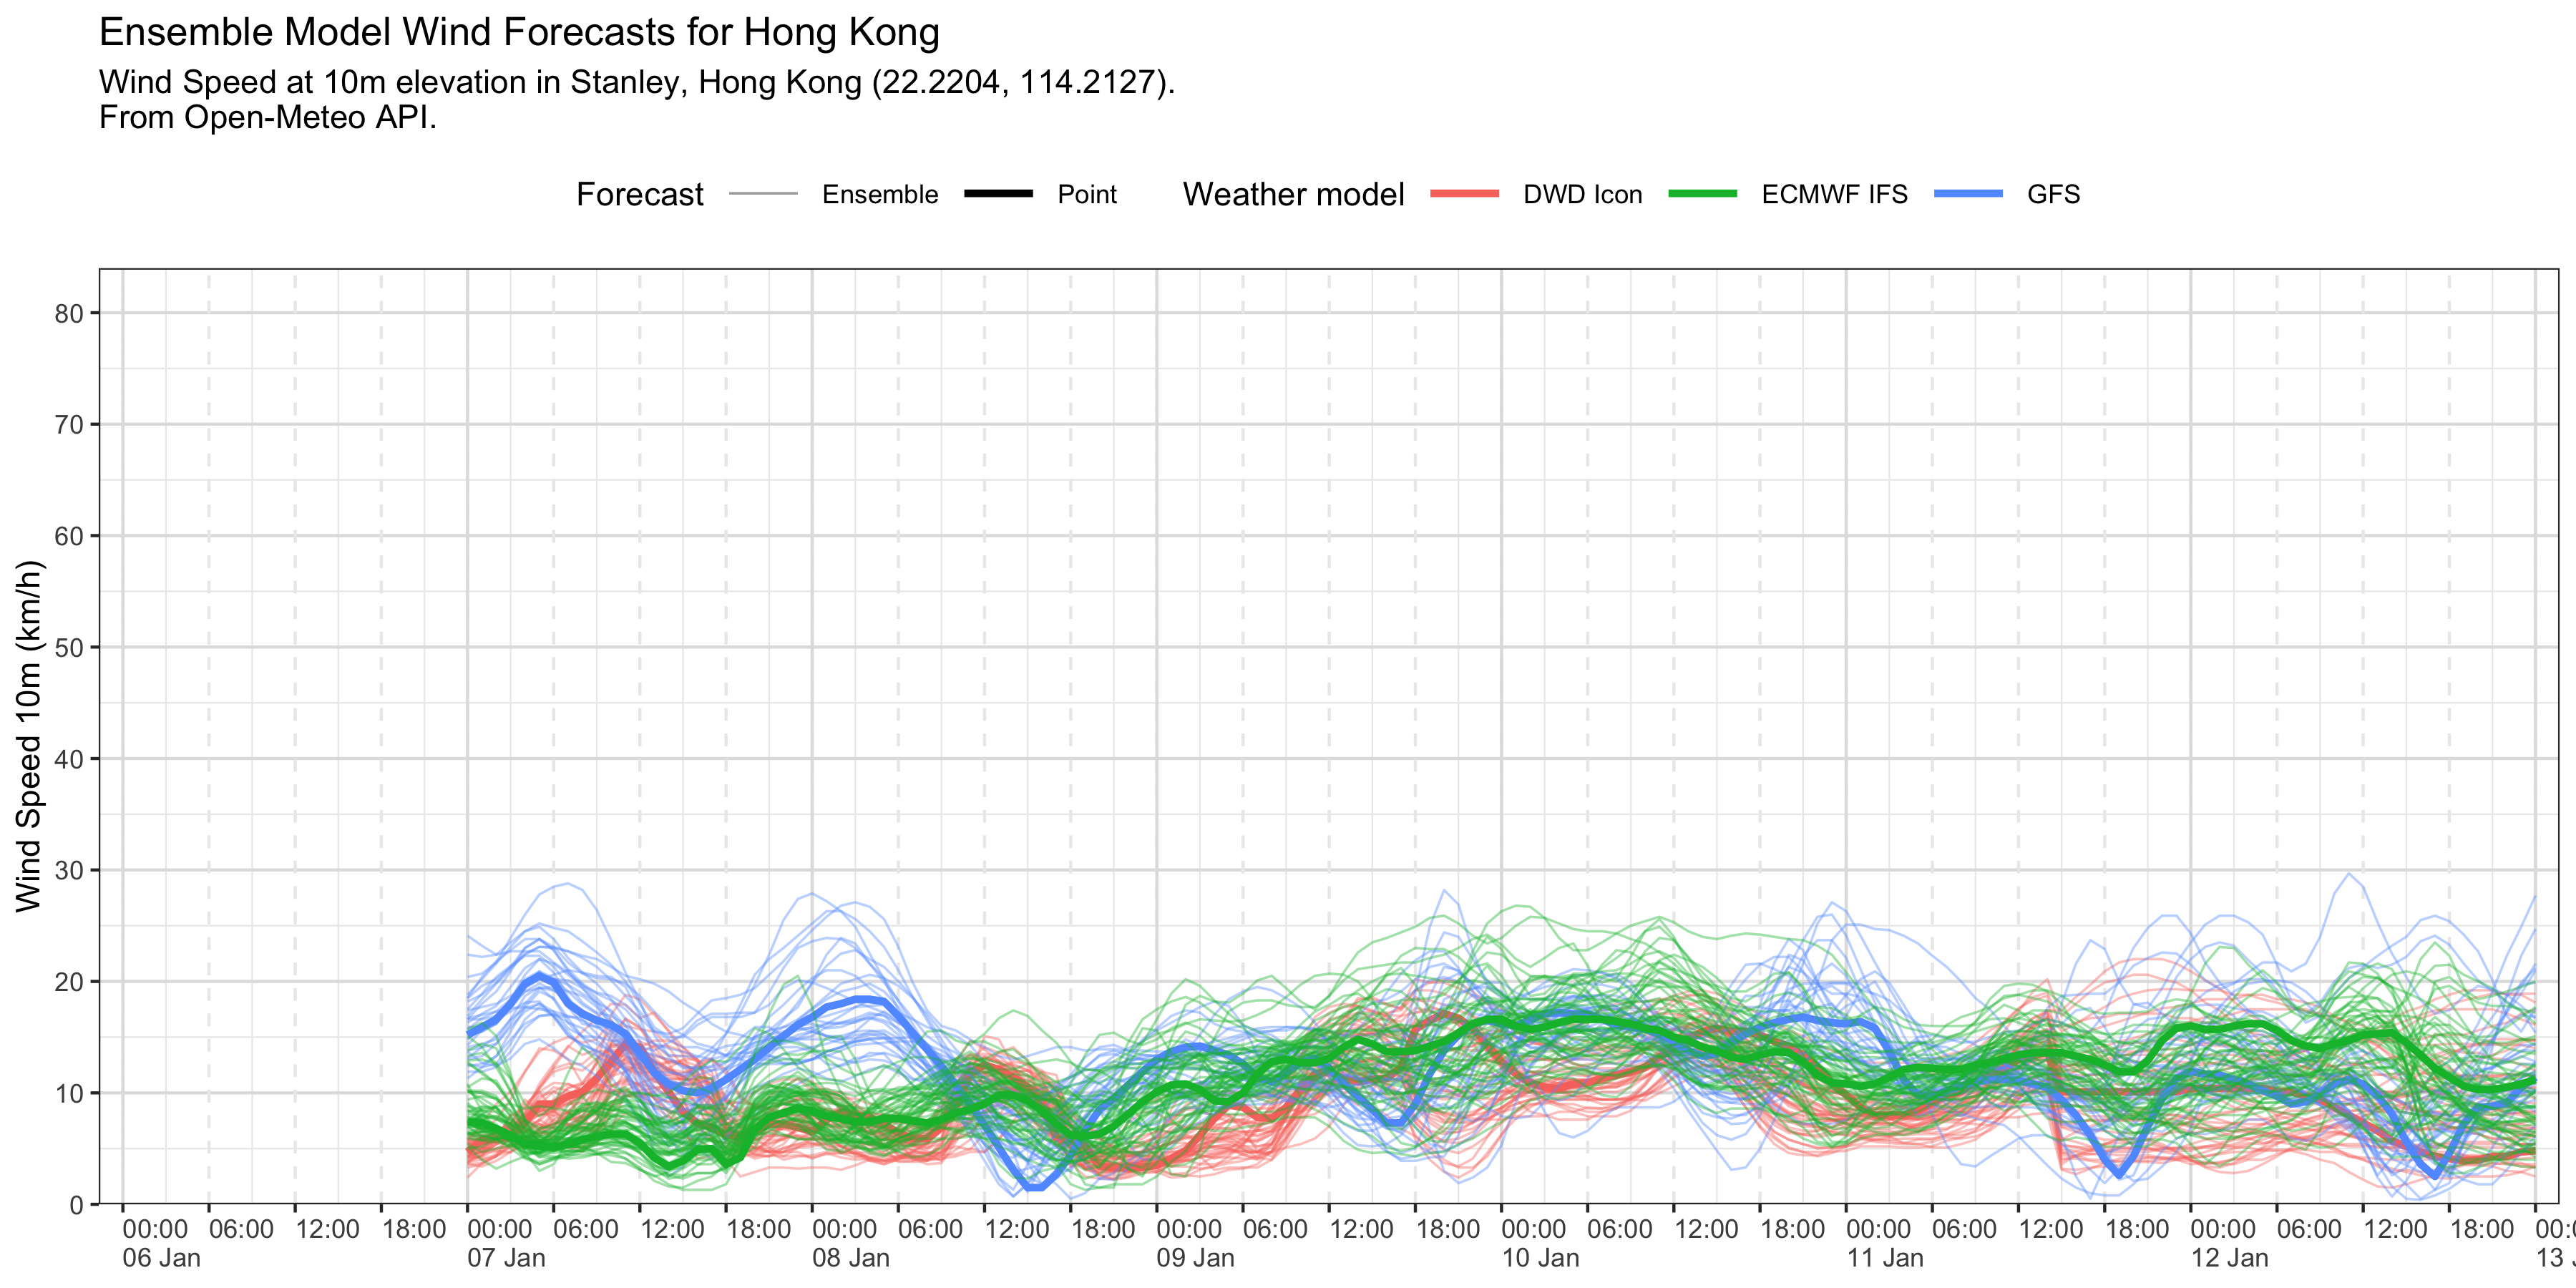 Ensemble Model Wind Forecasts for Hong Kong
Wind Speed at 10m elevation in Stanley, Hong Kong (22.2204, 114.2127).
From Open-Meteo API.
Forecast Ensemble Point Weather model DWD Icon ECMWF IFS GFS
Wind Speed 10m (km/h)
80
70
60
50
40
30
20
10
0
00:00 06:00 12:00 18:00 00:00 06:00 12:00 18:00 00:00 06:00 12:00 18:00 00:00 06:00 12:00 18:00 00:00 06:00 12:00 18:00 00:00 06:00 12:00 18:00 00:00 06:00 12:00 18:00
06 Jan 07 Jan 08 Jan 09 Jan 10 Jan 11 Jan 12 Jan 13